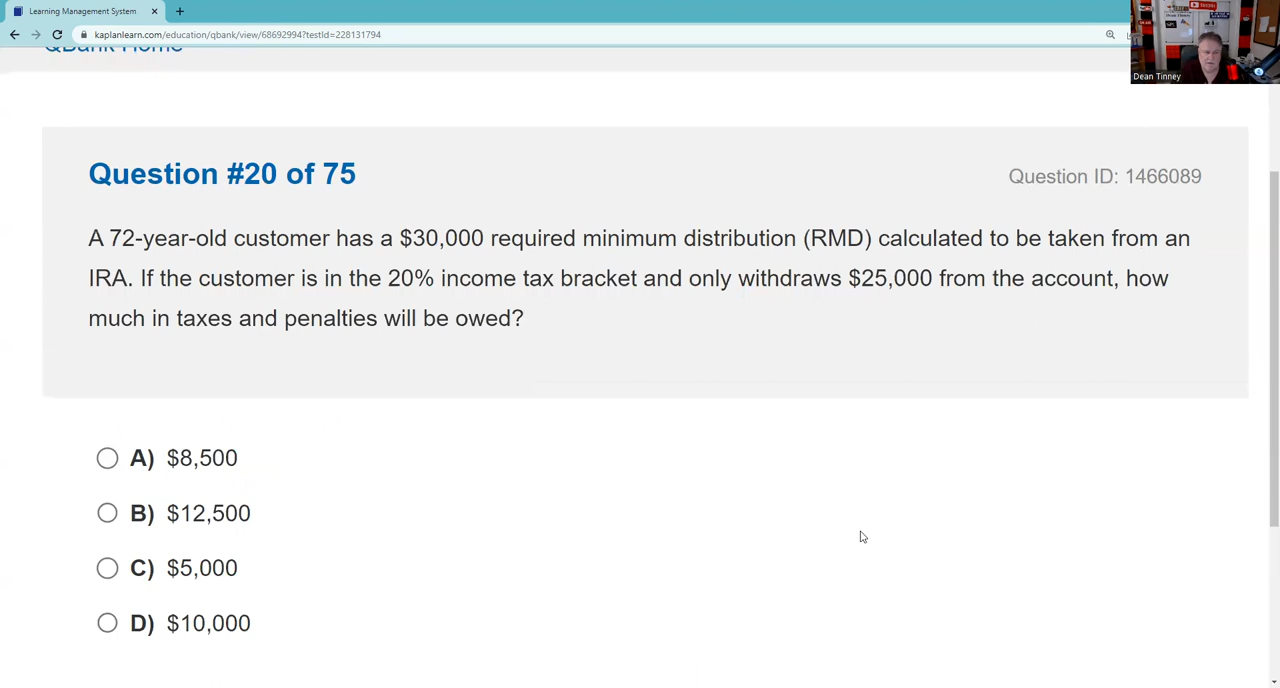 Learning Management System
kaplanlearn.com/education/qbank/view/68692994?testId=228131794
QBank Home
Dean Tinney
Question #20 of 75
Question ID: 1466089
A 72-year-old customer has a $30,000 required minimum distribution (RMD) calculated to be taken from an
IRA. If the customer is in the 20% income tax bracket and only withdraws $25,000 from the account, how
much in taxes and penalties will be owed?
A) $8,500
B) $12,500
C) $5,000
D) $10,000